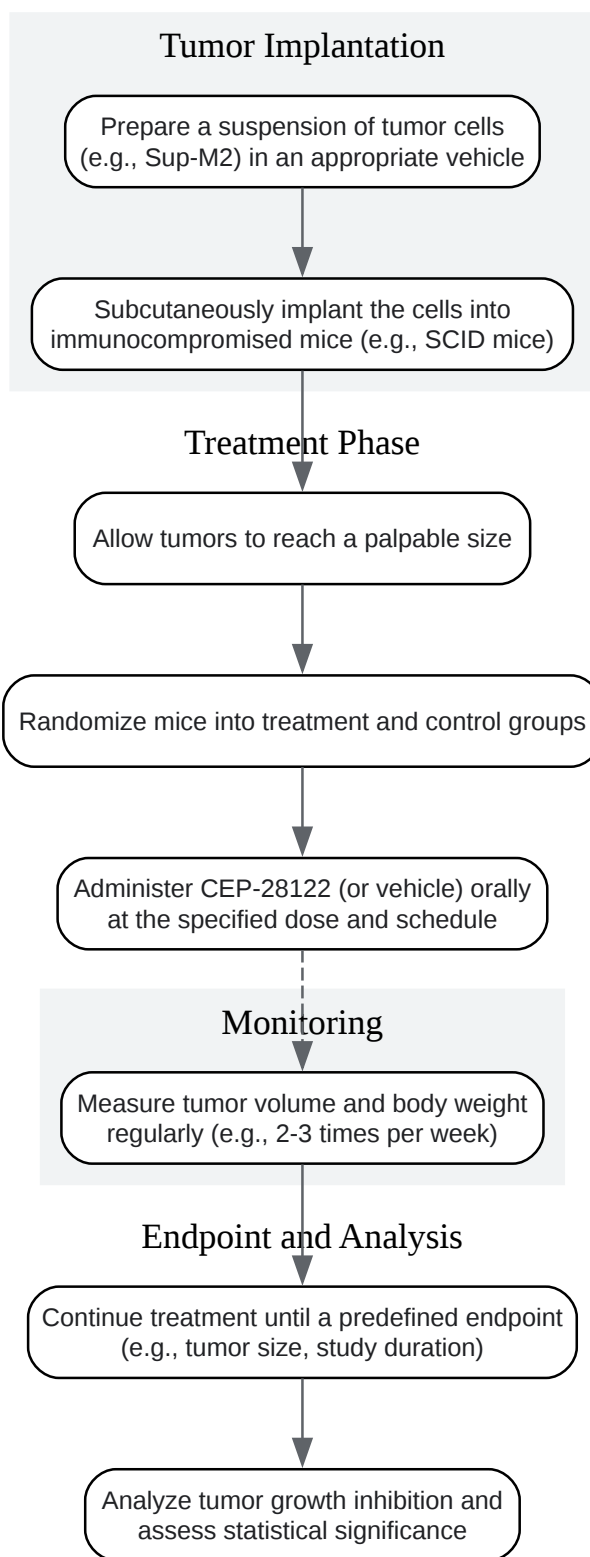 Tumor Implantation
Prepare a suspension of tumor cells
(e.g., Sup-M2) in an appropriate vehicle
Subcutaneously implant the cells into
immunocompromised mice (e.g., SCID mice)
Treatment Phase
Allow tumors to reach a palpable size
Randomize mice into treatment and control groups
Administer CEP-28122 (or vehicle) orally
at the specified dose and schedule
Monitoring
Measure tumor volume and body weight
regularly (e.g., 2-3 times per week)
Endpoint and Analysis
Continue treatment until a predefined endpoint
(e.g., tumor size, study duration)
Analyze tumor growth inhibition and
assess statistical significance